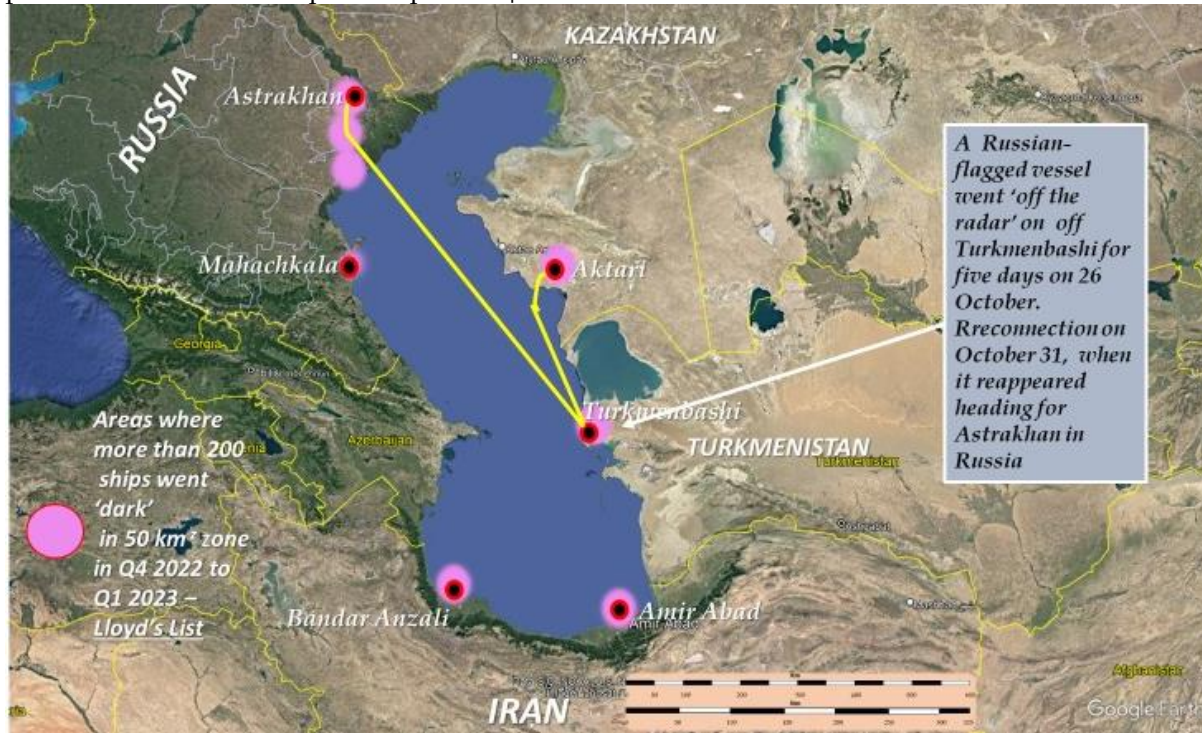 KAZAKHSTAN
RUSSIA
Astrakhan
Mahachkala
Aktari
Georgia
Azerbaijan
Turkmenbashi
TURKMENISTAN
Turkmenistan
Areas where
more than 200
ships went
‘dark’
in 50 km² zone
in Q4 2022 to
Q1 2023 –
Lloyd’s List
A Russian-
flagged vessel
went ‘off the
radar’ on off
Turkmenbashi for
five days on 26
October.
Rreconnection on
October 31, when
it reappeared
heading for
Astrakhan in
Russia
Bandar Anzali
Amir Abad
IRAN
Afghanistan
Google Earth